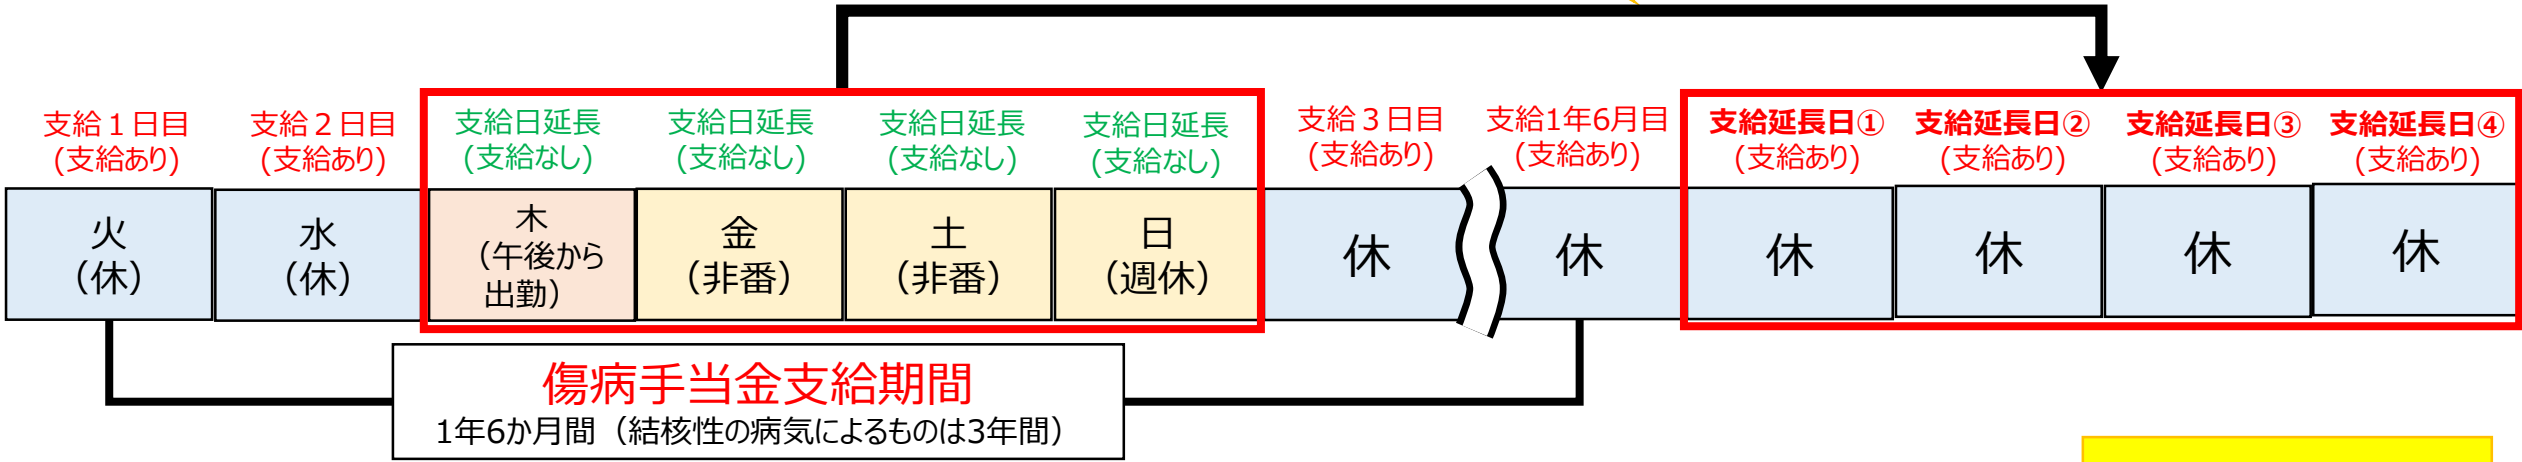 支給１日目
(支給あり)
支給２日目
(支給あり)
支給日延長
(支給なし)
支給日延長
(支給なし)
支給日延長
(支給なし)
支給日延長
(支給なし)
支給３日目
(支給あり)
支給1年6月目
(支給あり)
支給延長日①
(支給あり)
支給延長日②
(支給あり)
支給延長日③
(支給あり)
支給延長日④
(支給あり)
火
（休）
水
（休）
木
（午後から
出勤）
金
（非番）
土
（非番）
日
（週休）
休
休
休
休
休
休
傷病手当金支給期間
1年6か月間（結核性の病気によるものは3年間）